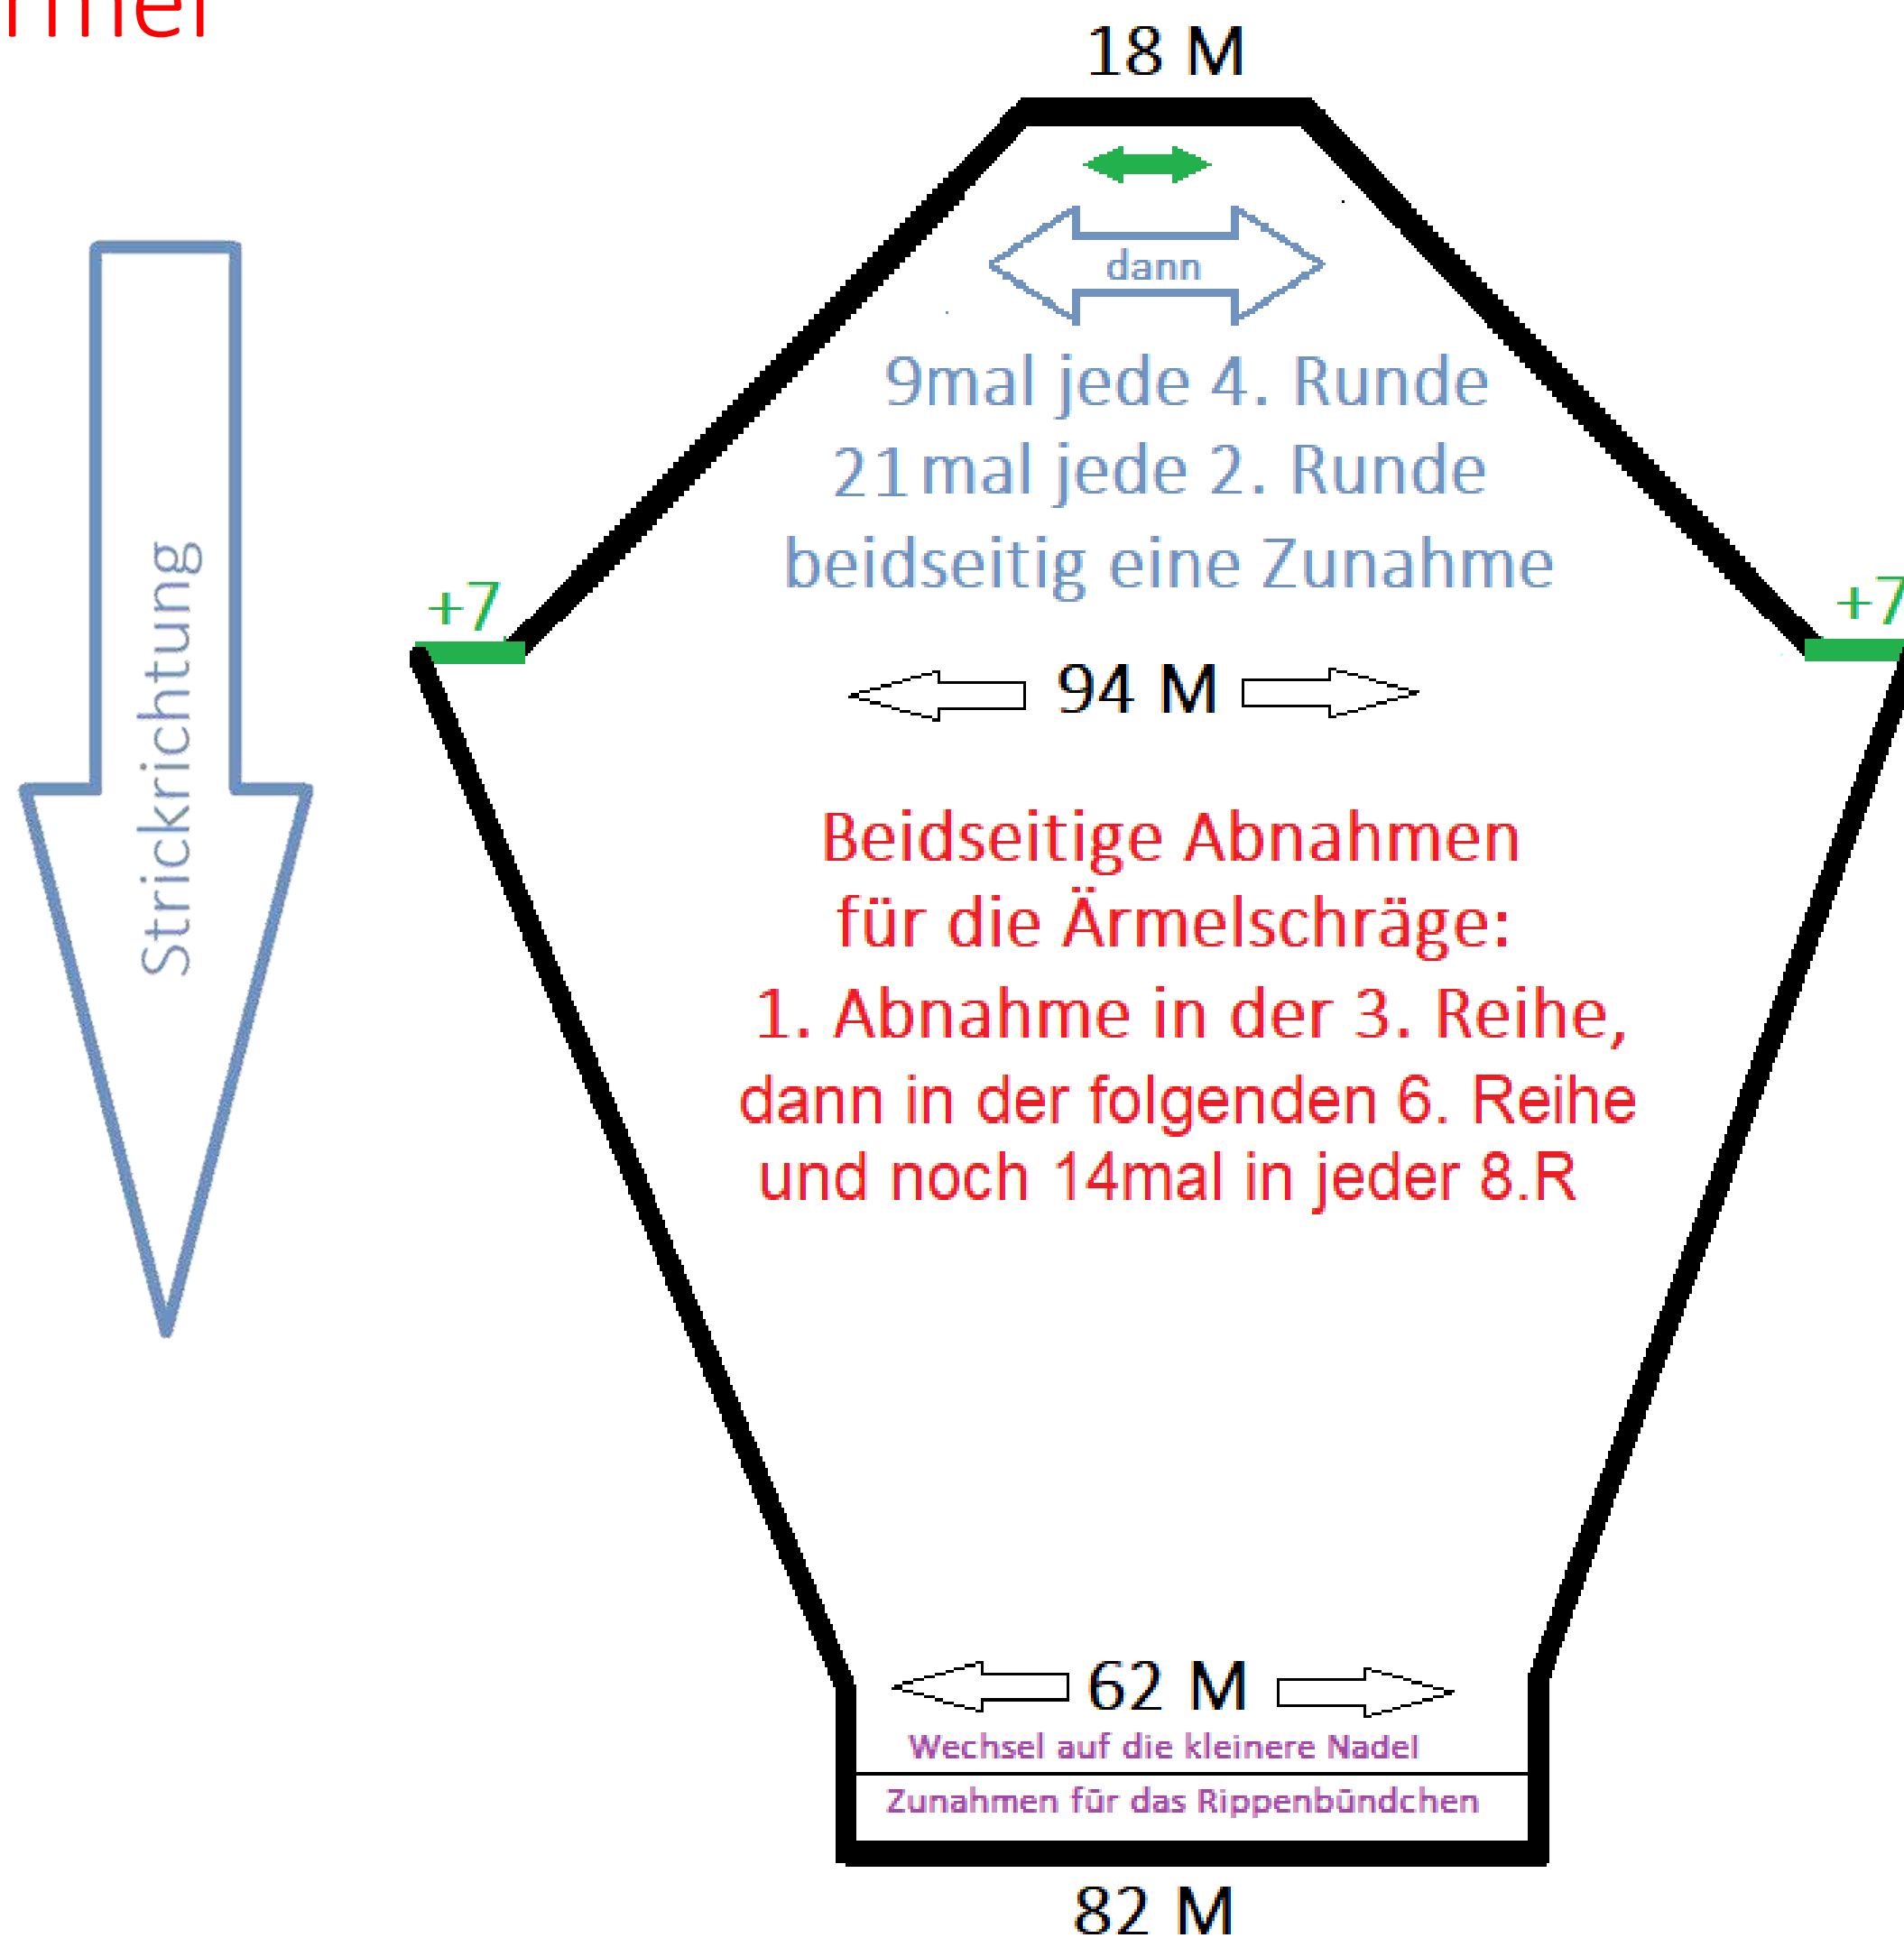 18 M
dann
9mal jede 4. Runde
21mal jede 2. Runde
beidseitig eine Zunahme
Strickrichtung
+7
+7
94 M
Beidseitige Abnahmen
für die Ärmelschräge:
1. Abnahme in der 3. Reihe,
dann in der folgenden 6. Reihe
und noch 14mal in jeder 8.R
62 M
Wechsel auf die kleinere Nadel
Zunahmen für das Rippenbündchen
82 M